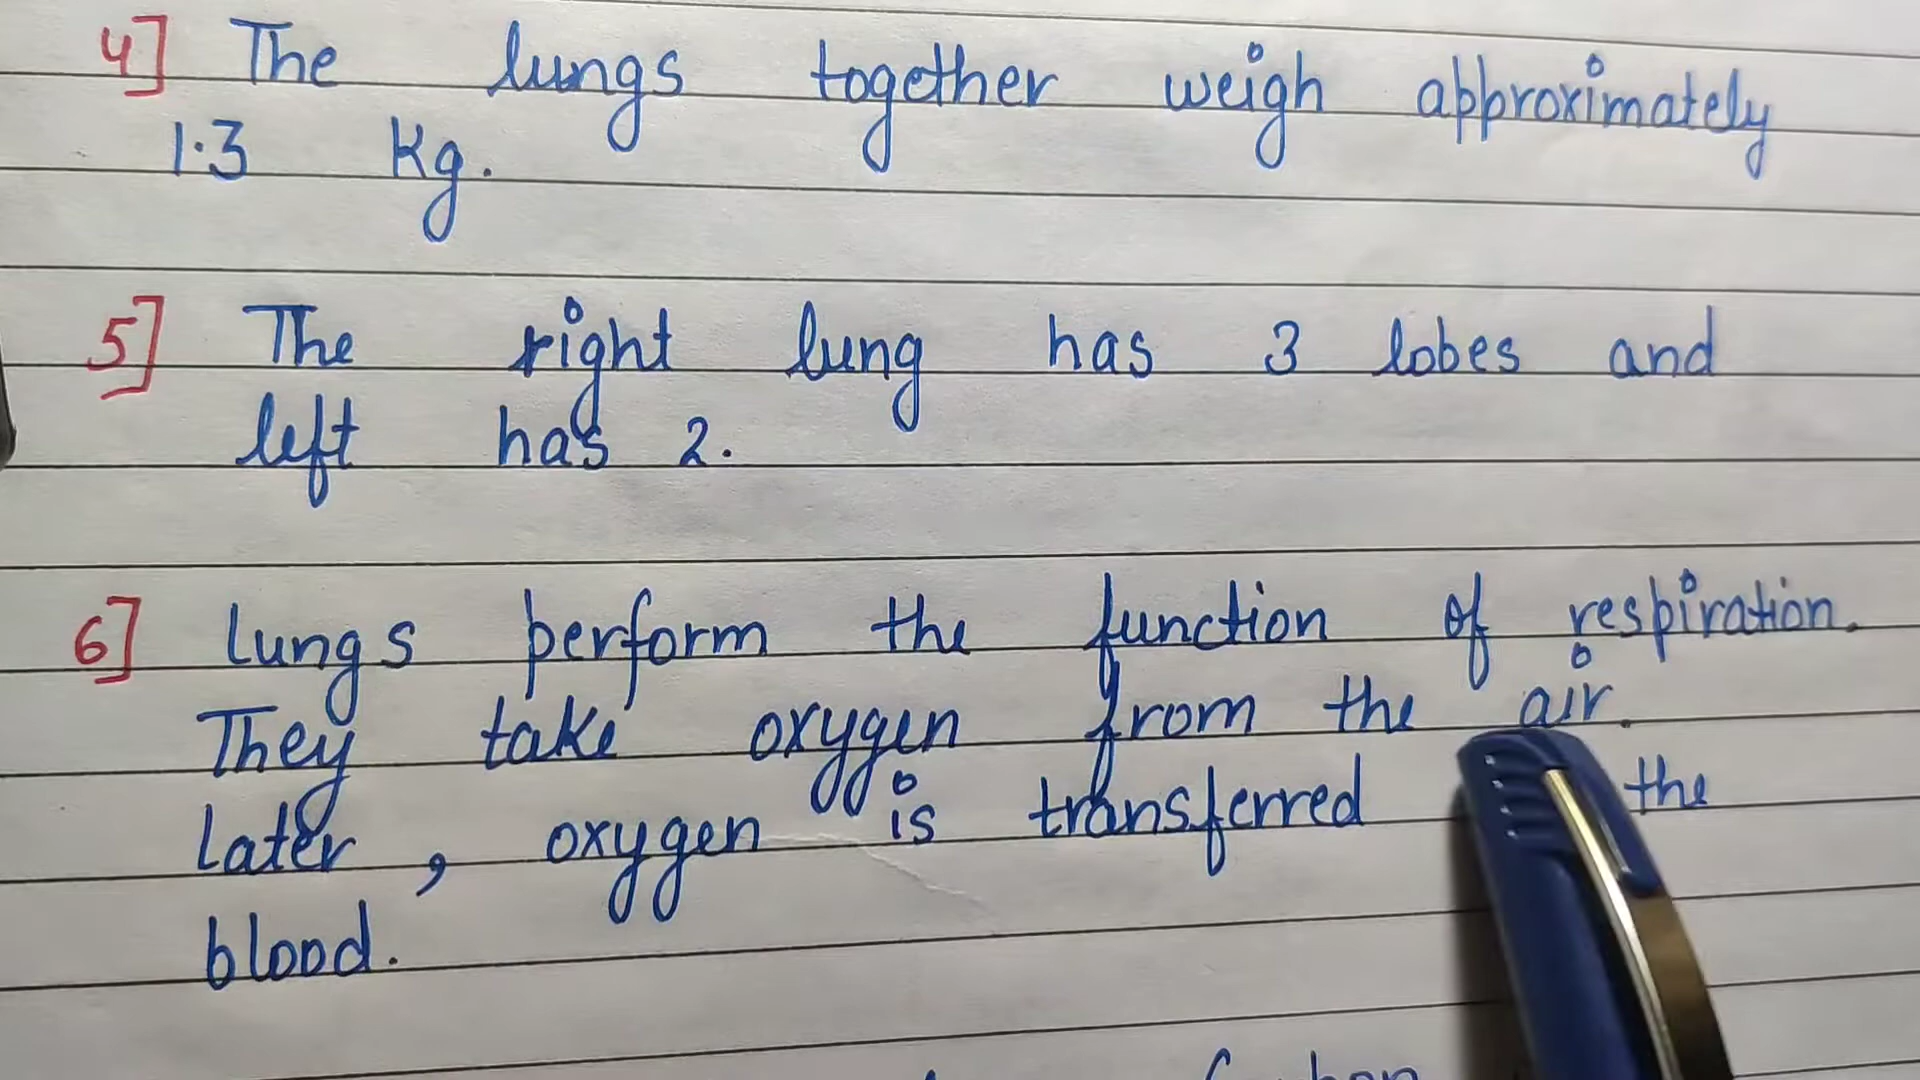 4] The lungs together weigh approximately
1.3 Kg.
5] The right lung has 3 lobes and
left has 2.
6] Lungs perform the function of respiration.
They take oxygen from the air.
Later, oxygen is transferred the
blood.